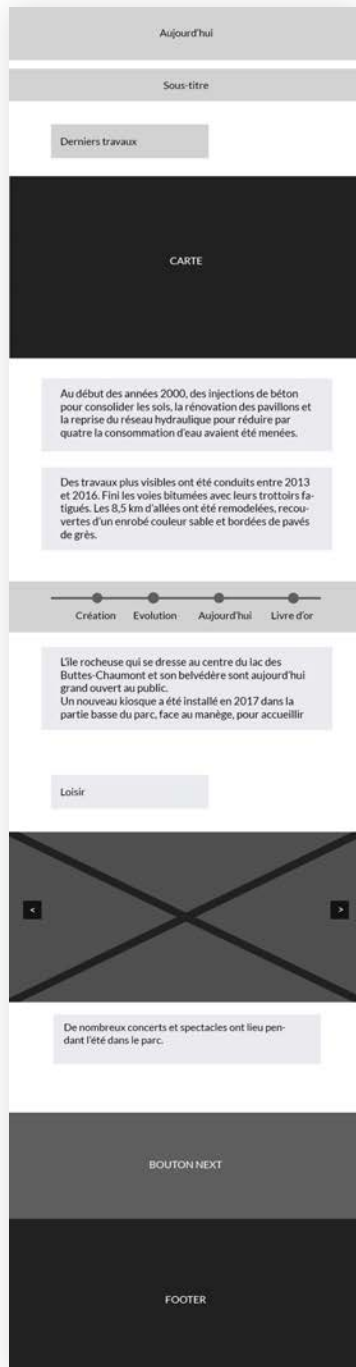 Aujourd'hui
Sous-titre
Derniers travaux
CARTE
Au début des années 2000, des injections de béton
pour consolider les sols, la rénovation des pavillons et
la reprise du réseau hydraulique pour réduire par
quatre la consommation d'eau avaient été menées.
Des travaux plus visibles ont été conduits entre 2013
et 2016. Fini les voies bitumées avec leurs trottoirs fa-
tigués. Les 8,5 km d'allées ont été remodelées, recou-
vertes d'un enrobé couleur sable et bordées de pavés
de grès.
Création Evolution Aujourd'hui Livre d'or
L'île rocheuse qui se dresse au centre du lac des
Buttes-Chaumont et son belvédère sont aujourd'hui
grand ouvert au public.
Un nouveau kiosque a été installé en 2017 dans la
partie basse du parc, face au manège, pour accueillir
Loisir
< >
De nombreux concerts et spectacles ont lieu pen-
dant l'été dans le parc.
BOUTON NEXT
FOOTER